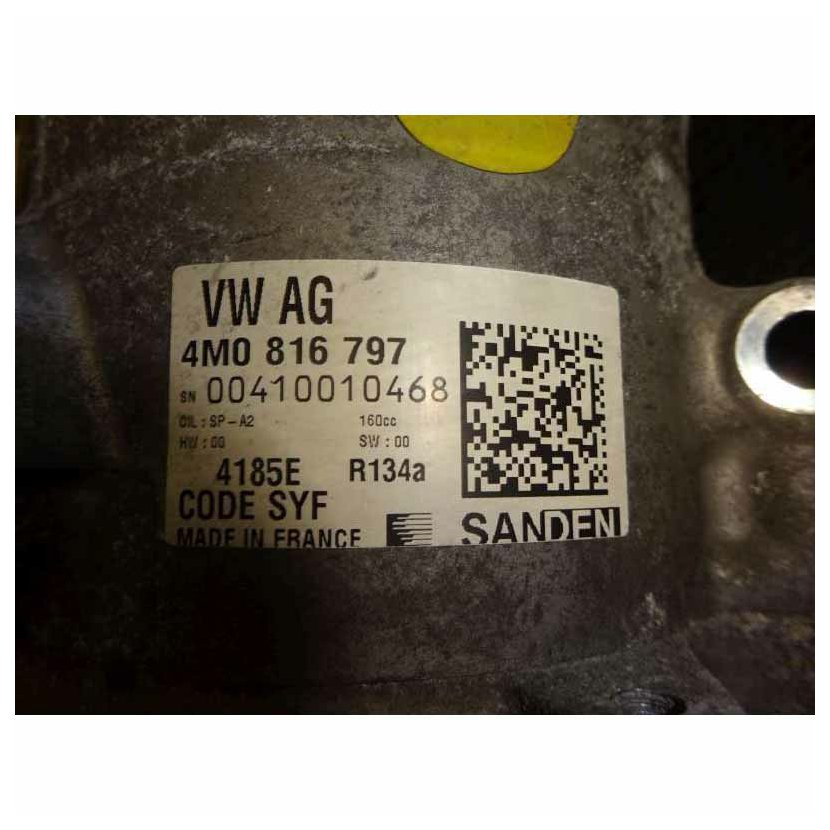 VW AG
4M0 816 797
SN 00410010468
OIL : SP-A2 160cc
HW : 00 SW : 00
4185E R134a
CODE SYF
MADE IN FRANCE SANDEN